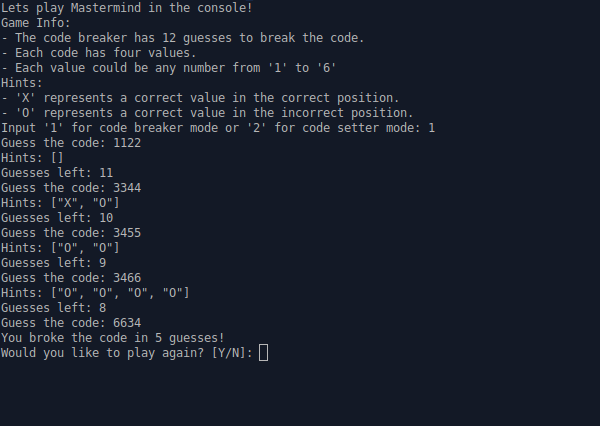 Lets play Mastermind in the console!
Game Info:
- The code breaker has 12 guesses to break the code.
- Each code has four values.
- Each value could be any number from '1' to '6'
Hints:
- 'X' represents a correct value in the correct position.
- 'O' represents a correct value in the incorrect position.
Input '1' for code breaker mode or '2' for code setter mode: 1
Guess the code: 1122
Hints: []
Guesses left: 11
Guess the code: 3344
Hints: ["X", "O"]
Guesses left: 10
Guess the code: 3455
Hints: ["O", "O"]
Guesses left: 9
Guess the code: 3466
Hints: ["O", "O", "O", "O"]
Guesses left: 8
Guess the code: 6634
You broke the code in 5 guesses!
Would you like to play again? [Y/N]: